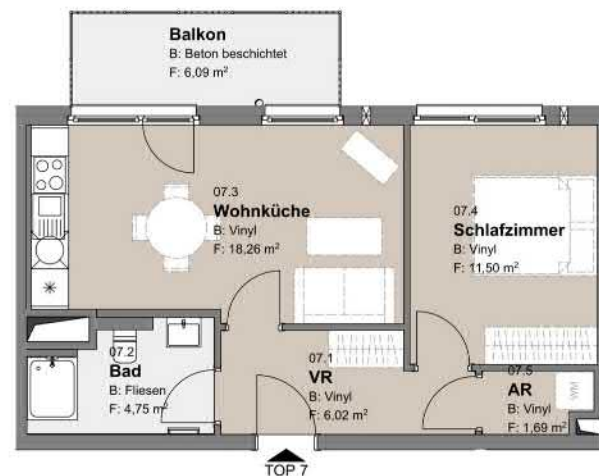 Balkon
B: Beton beschichtet
F: 6,09 m²
07.3
Wohnküche
B: Vinyl
F: 18,26 m²
07.4
Schlafzimmer
B: Vinyl
F: 11,50 m²
07.2
Bad
B: Fliesen
F: 4,75 m²
07.1
VR
B: Vinyl
F: 6,02 m²
07.5
AR
B: Vinyl
F: 1,69 m²
WM
TOP 7